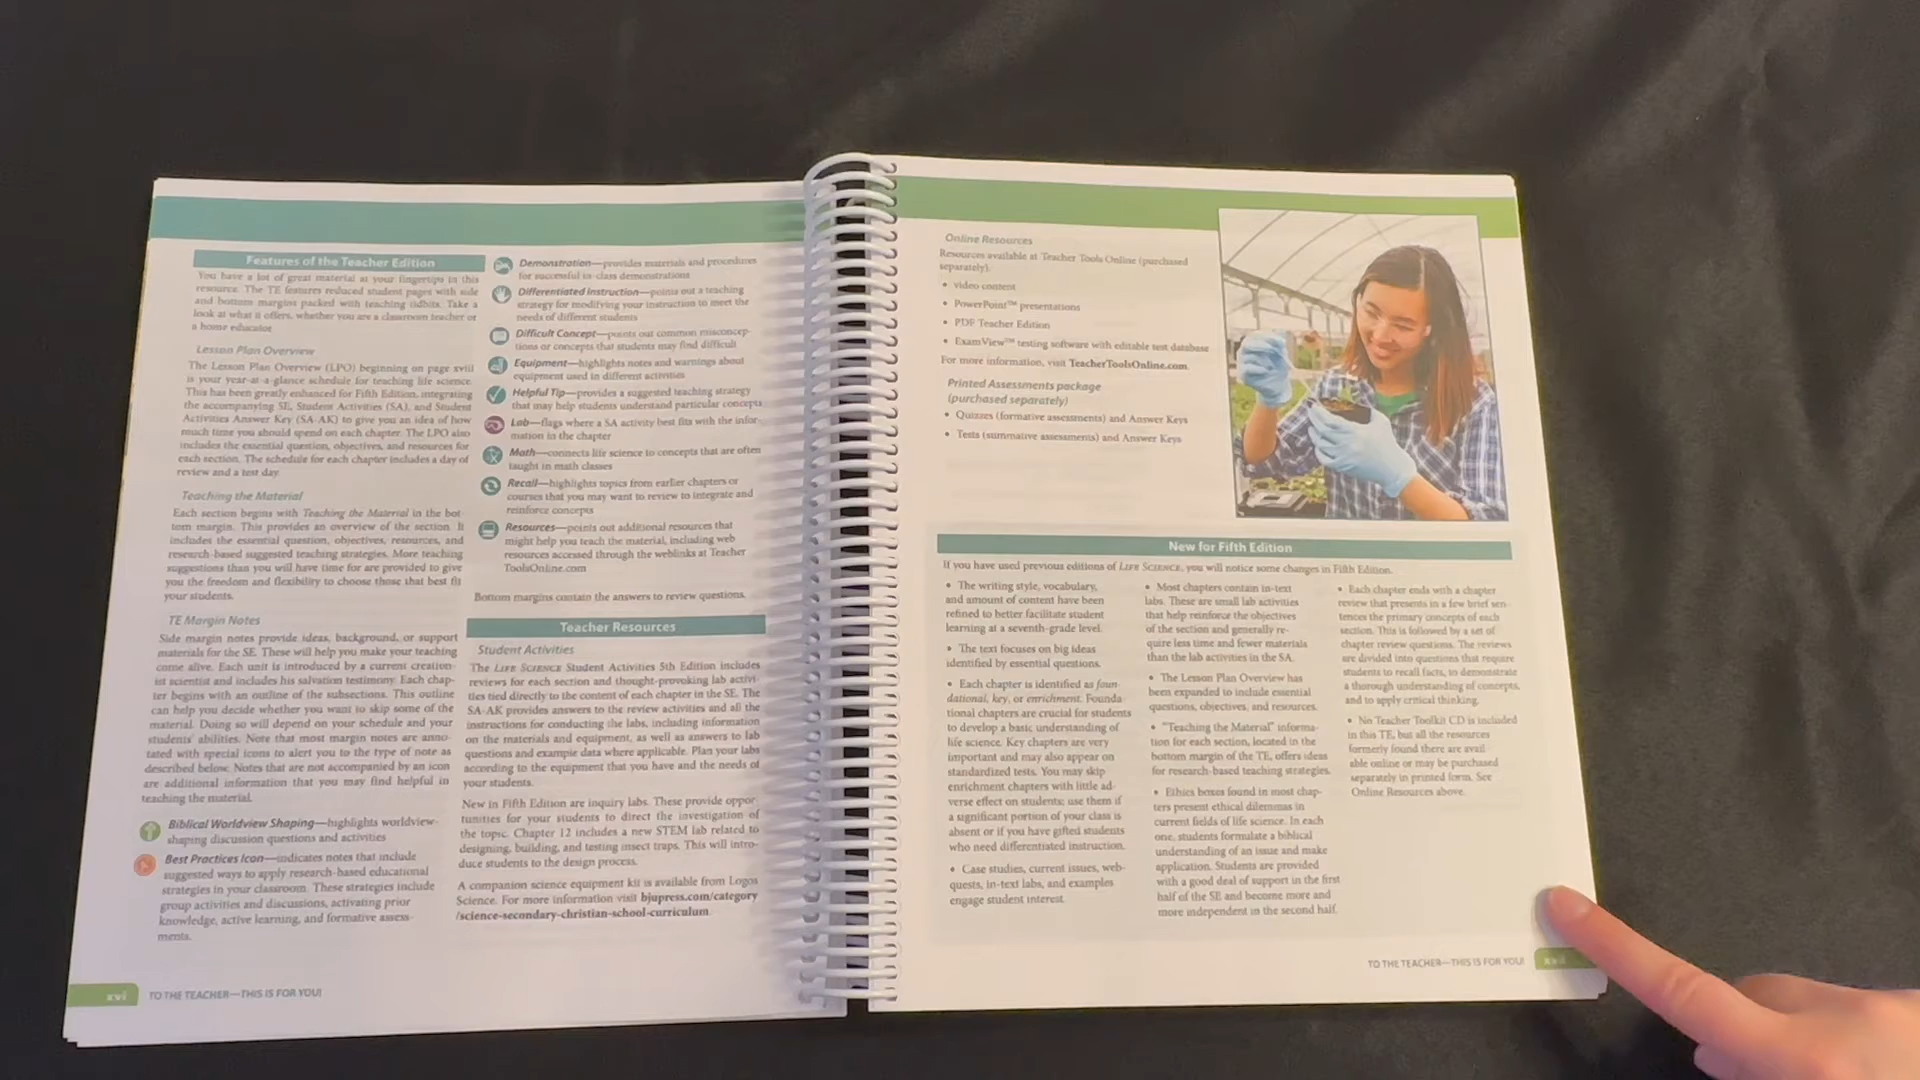 Features of the Teacher Edition
You have a lot of great material at your fingertips in this
resource. The TE features reduced student pages with side
and bottom margins packed with teaching tidbits. Take a
look at what it offers, whether you are a classroom teacher or
a home educator.
Lesson Plan Overview
The Lesson Plan Overview (LPO) beginning on page xviii
is your year-at-a-glance schedule for teaching life science.
This has been greatly enhanced for Fifth Edition, integrating
the accompanying SE, Student Activities (SA), and Student
Activities Answer Key (SA-AK) to give you an idea of how
much time you should spend on each chapter. The LPO also
includes the essential question, objectives, and resources for
each section. The schedule for each chapter includes a day of
review and a test day.
Teaching the Material
Each section begins with Teaching the Material in the bot-
tom margin. This provides an overview of the section. It
includes the essential question, objectives, resources, and
research-based suggested teaching strategies. More teaching
suggestions than you will have time for are provided to give
you the freedom and flexibility to choose those that best fit
your students.
TE Margin Notes
Side margin notes provide ideas, background, or support
materials for the SE. These will help you make your teaching
come alive. Each unit is introduced by a current creation-
ist scientist and includes his salvation testimony. Each chap-
ter begins with an outline of the subsections. This outline
can help you decide whether you want to skip some of the
material. Doing so will depend on your schedule and your
students' abilities. Note that most margin notes are anno-
tated with special icons to alert you to the type of note as
described below. Notes that are not accompanied by an icon
are additional information that you may find helpful in
teaching the material.
Biblical Worldview Shaping—highlights worldview-
shaping discussion questions and activities
Best Practices Icon—indicates notes that include
suggested ways to apply research-based educational
strategies in your classroom. These strategies include
group activities and discussions, activating prior
knowledge, active learning, and formative assess-
ments.
Demonstration—provides materials and procedures
for successful in-class demonstrations
Differentiated Instruction—points out a teaching
strategy for modifying your instruction to meet the
needs of different students
Difficult Concept—points out common misconcep-
tions or concepts that students may find difficult
Equipment—highlights notes and warnings about
equipment used in different activities
Helpful Tip—provides a suggested teaching strategy
that may help students understand particular concepts
Lab—flags where a SA activity best fits with the infor-
mation in the chapter
Math—connects life science to concepts that are often
taught in math classes
Recall—highlights topics from earlier chapters or
courses that you may want to review to integrate and
reinforce concepts
Resources—points out additional resources that
might help you teach the material, including web
resources accessed through the weblinks at Teacher
ToolsOnline.com
Bottom margins contain the answers to review questions.
Teacher Resources
Student Activities
The LIFE SCIENCE Student Activities 5th Edition includes
reviews for each section and thought-provoking lab activi-
ties tied directly to the content of each chapter in the SE. The
SA-AK provides answers to the review activities and all the
instructions for conducting the labs, including information
on the materials and equipment, as well as answers to lab
questions and example data where applicable. Plan your labs
according to the equipment that you have and the needs of
your students.
New in Fifth Edition are inquiry labs. These provide oppor-
tunities for your students to direct the investigation of
the topic. Chapter 12 includes a new STEM lab related to
designing, building, and testing insect traps. This will intro-
duce students to the design process.
A companion science equipment kit is available from Logos
Science. For more information visit bjupress.com/category
/science-secondary-christian-school-curriculum.
xvi TO THE TEACHER—THIS IS FOR YOU!
Online Resources
Resources available at Teacher Tools Online (purchased
separately).
• video content
• PowerPoint™ presentations
• PDF Teacher Edition
• ExamView™ testing software with editable test database
For more information, visit TeacherToolsOnline.com.
Printed Assessments package
(purchased separately)
• Quizzes (formative assessments) and Answer Keys
• Tests (summative assessments) and Answer Keys
New for Fifth Edition
If you have used previous editions of LIFE SCIENCE, you will notice some changes in Fifth Edition.
• The writing style, vocabulary,
and amount of content have been
refined to better facilitate student
learning at a seventh-grade level.
• The text focuses on big ideas
identified by essential questions.
• Each chapter is identified as foun-
dational, key, or enrichment. Founda-
tional chapters are crucial for students
to develop a basic understanding of
life science. Key chapters are very
important and may also appear on
standardized tests. You may skip
enrichment chapters with little ad-
verse effect on students; use them if
a significant portion of your class is
absent or if you have gifted students
who need differentiated instruction.
• Case studies, current issues, web-
quests, in-text labs, and examples
engage student interest.
• Most chapters contain in-text
labs. These are small lab activities
that help reinforce the objectives
of the section and generally re-
quire less time and fewer materials
than the lab activities in the SA.
• The Lesson Plan Overview has
been expanded to include essential
questions, objectives, and resources.
• "Teaching the Material" informa-
tion for each section, located in the
bottom margin of the TE, offers ideas
for research-based teaching strategies.
• Ethics boxes found in most chap-
ters present ethical dilemmas in
current fields of life science. In each
one, students formulate a biblical
understanding of an issue and make
application. Students are provided
with a good deal of support in the first
half of the SE and become more and
more independent in the second half.
• Each chapter ends with a chapter
review that presents in a few brief sen-
tences the primary concepts of each
section. This is followed by a set of
chapter review questions. The reviews
are divided into questions that require
students to recall facts, to demonstrate
a thorough understanding of concepts,
and to apply critical thinking.
• No Teacher Toolkit CD is included
in this TE, but all the resources
formerly found there are avail-
able online or may be purchased
separately in printed form. See
Online Resources above.
TO THE TEACHER—THIS IS FOR YOU! xvii